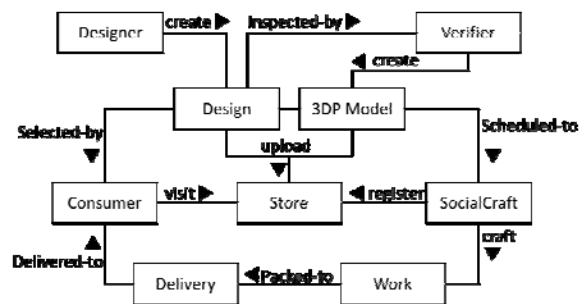 Designer
create
Inspected-by
Verifier
create
Design
3DP Model
Selected-by
upload
Scheduled-to
Consumer
visit
Store
register
SocialCraft
Delivered-to
craft
Delivery
Packed-to
Work